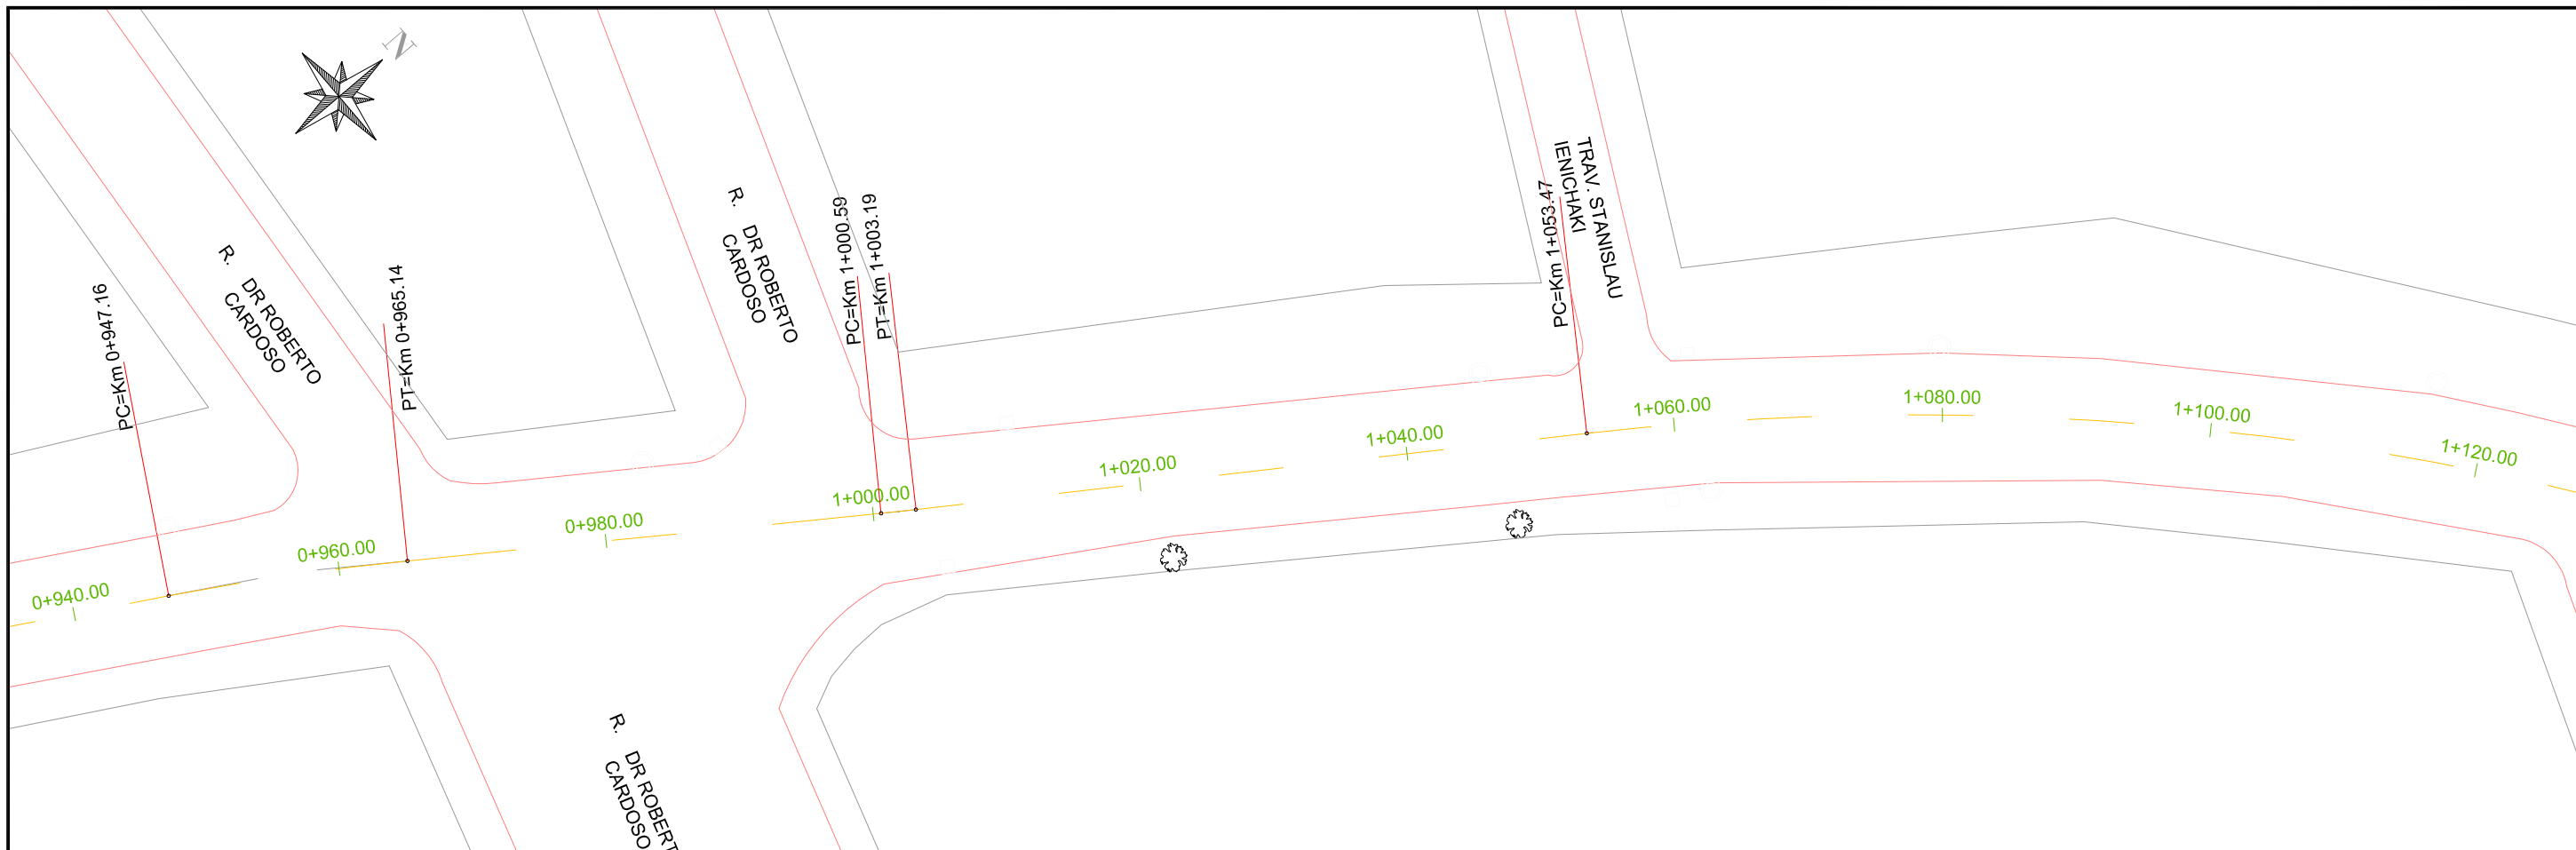 N
R.
DR ROBERTO
CARDOSO
R.
DR ROBERTO
CARDOSO
TRAV. STANISLAU
IENICHAKI
PC=Km 0+947.16
PT=Km 0+965.14
PC=Km 1+000.59
PT=Km 1+003.19
PC=Km 1+053.47
0+940.00
0+960.00
0+980.00
1+000.00
1+020.00
1+040.00
1+060.00
1+080.00
1+100.00
1+120.00
R.
DR ROBERT
CARDOSO